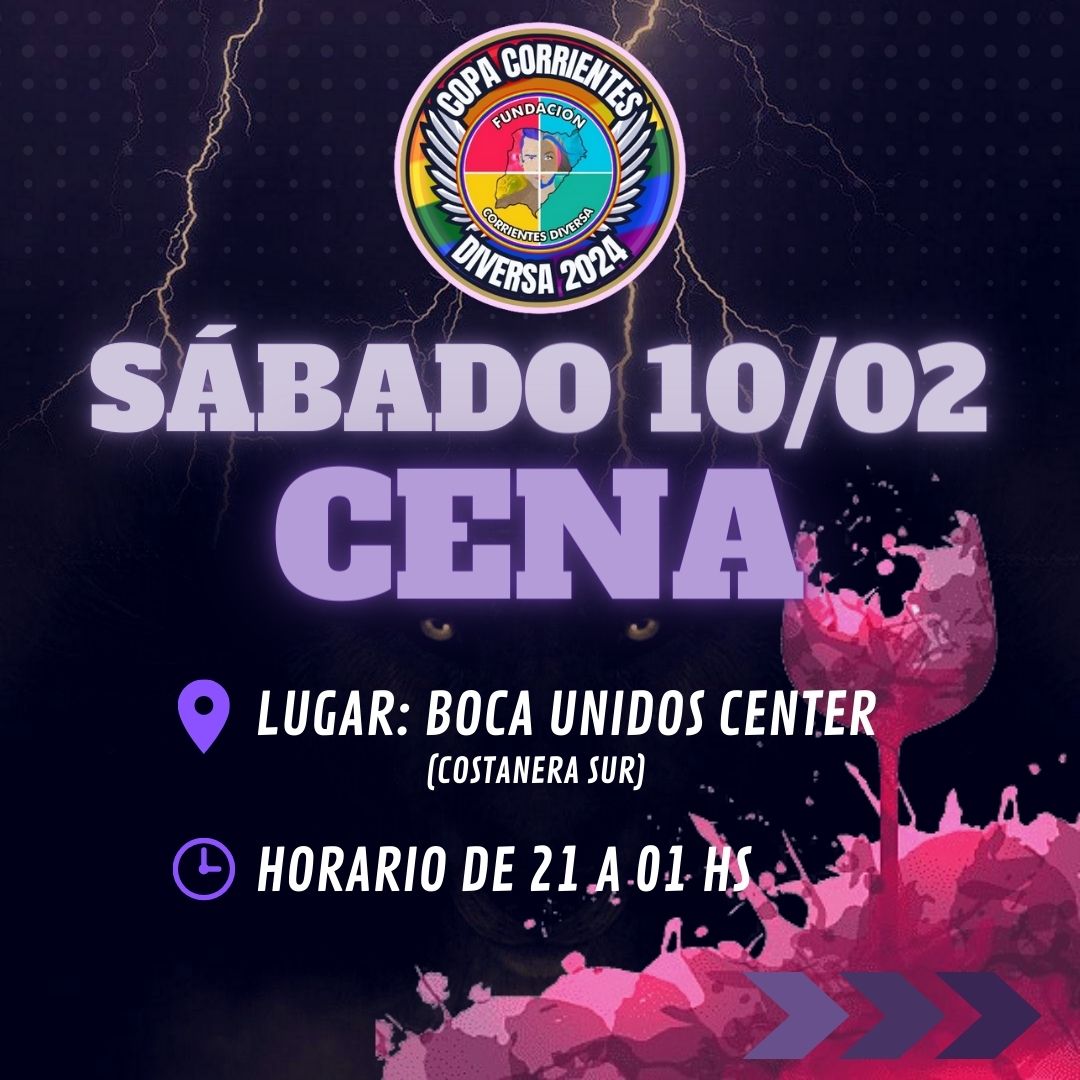 COPA CORRIENTES
FUNDACION
CORRIENTES DIVERSA
DIVERSA 2024
SÁBADO 10/02
CENA
LUGAR: BOCA UNIDOS CENTER
(COSTANERA SUR)
HORARIO DE 21 A 01 HS